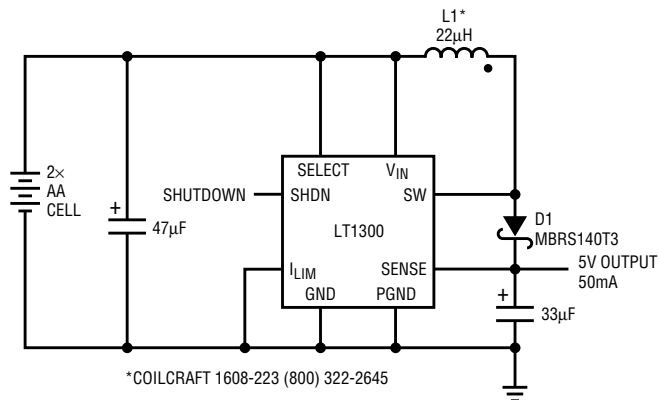 L1*
22µH
2×
AA
CELL
+
47µF
SHUTDOWN
SELECT
VIN
SHDN
SW
LT1300
ILIM
SENSE
GND
PGND
D1
MBRS140T3
5V OUTPUT
50mA
+
33µF
*COILCRAFT 1608-223 (800) 322-2645